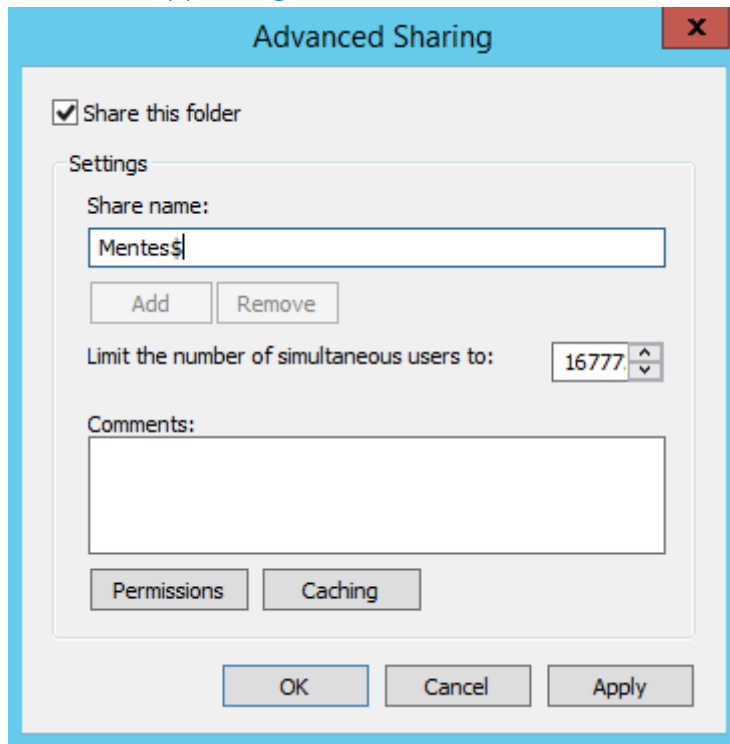 Advanced Sharing
Share this folder
Settings
Share name:
Mentes$
Add Remove
Limit the number of simultaneous users to: 16777
Comments:
Permissions Caching
OK Cancel Apply